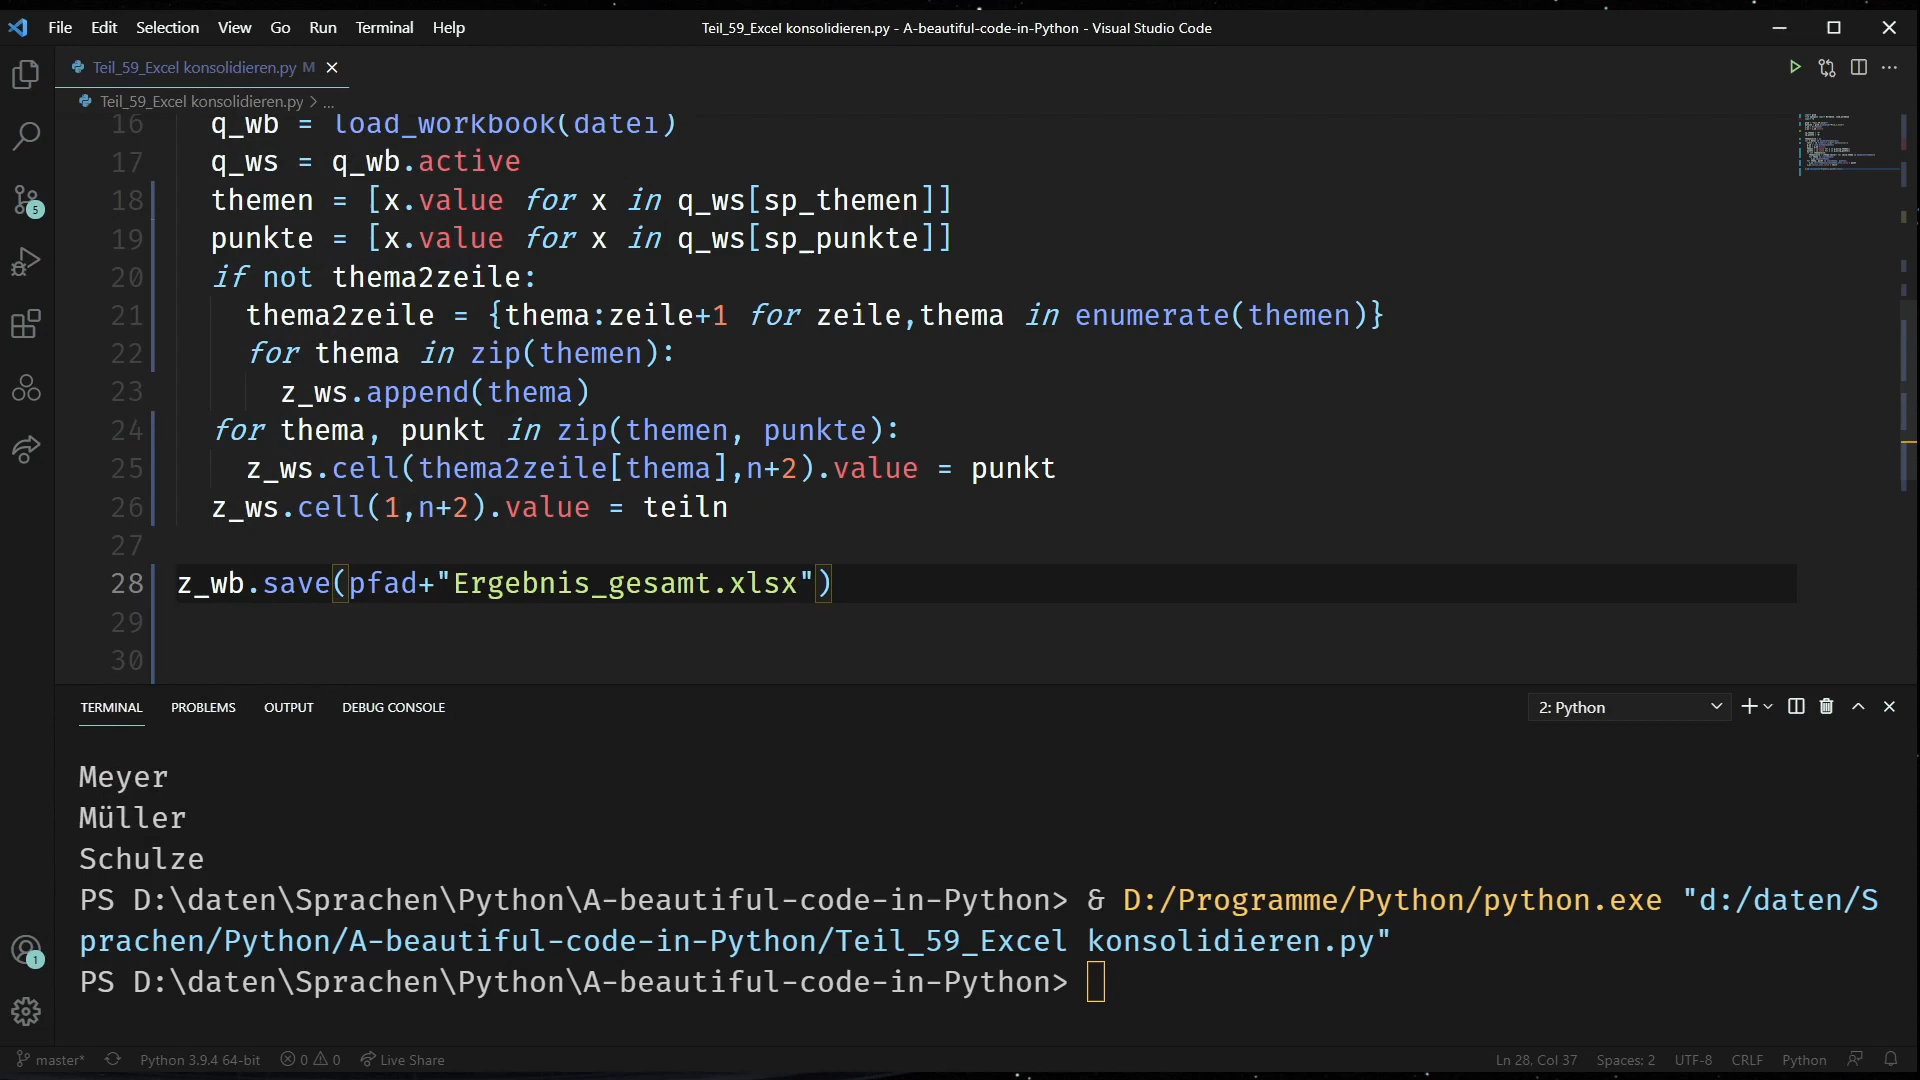 File Edit Selection View Go Run Terminal Help
Teil_59_Excel konsolidieren.py - A-beautiful-code-in-Python - Visual Studio Code
Teil_59_Excel konsolidieren.py M
Teil_59_Excel konsolidieren.py > ...
16 q_wb = load_workbook(datei)
17 q_ws = q_wb.active
18 themen = [x.value for x in q_ws[sp_themen]]
19 punkte = [x.value for x in q_ws[sp_punkte]]
20 if not thema2zeile:
21 thema2zeile = {thema:zeile+1 for zeile,thema in enumerate(themen)}
22 for thema in zip(themen):
23 z_ws.append(thema)
24 for thema, punkt in zip(themen, punkte):
25 z_ws.cell(thema2zeile[thema],n+2).value = punkt
26 z_ws.cell(1,n+2).value = teiln
27
28 z_wb.save(pfad+"Ergebnis_gesamt.xlsx")
29
30
5
TERMINAL PROBLEMS OUTPUT DEBUG CONSOLE
2: Python
Meyer
Müller
Schulze
PS D:\daten\Sprachen\Python\A-beautiful-code-in-Python> & D:/Programme/Python/python.exe "d:/daten/S
prachen/Python/A-beautiful-code-in-Python/Teil_59_Excel konsolidieren.py"
PS D:\daten\Sprachen\Python\A-beautiful-code-in-Python>
1
master* Python 3.9.4 64-bit 0 0 Live Share
Ln 28, Col 37 Spaces: 2 UTF-8 CRLF Python